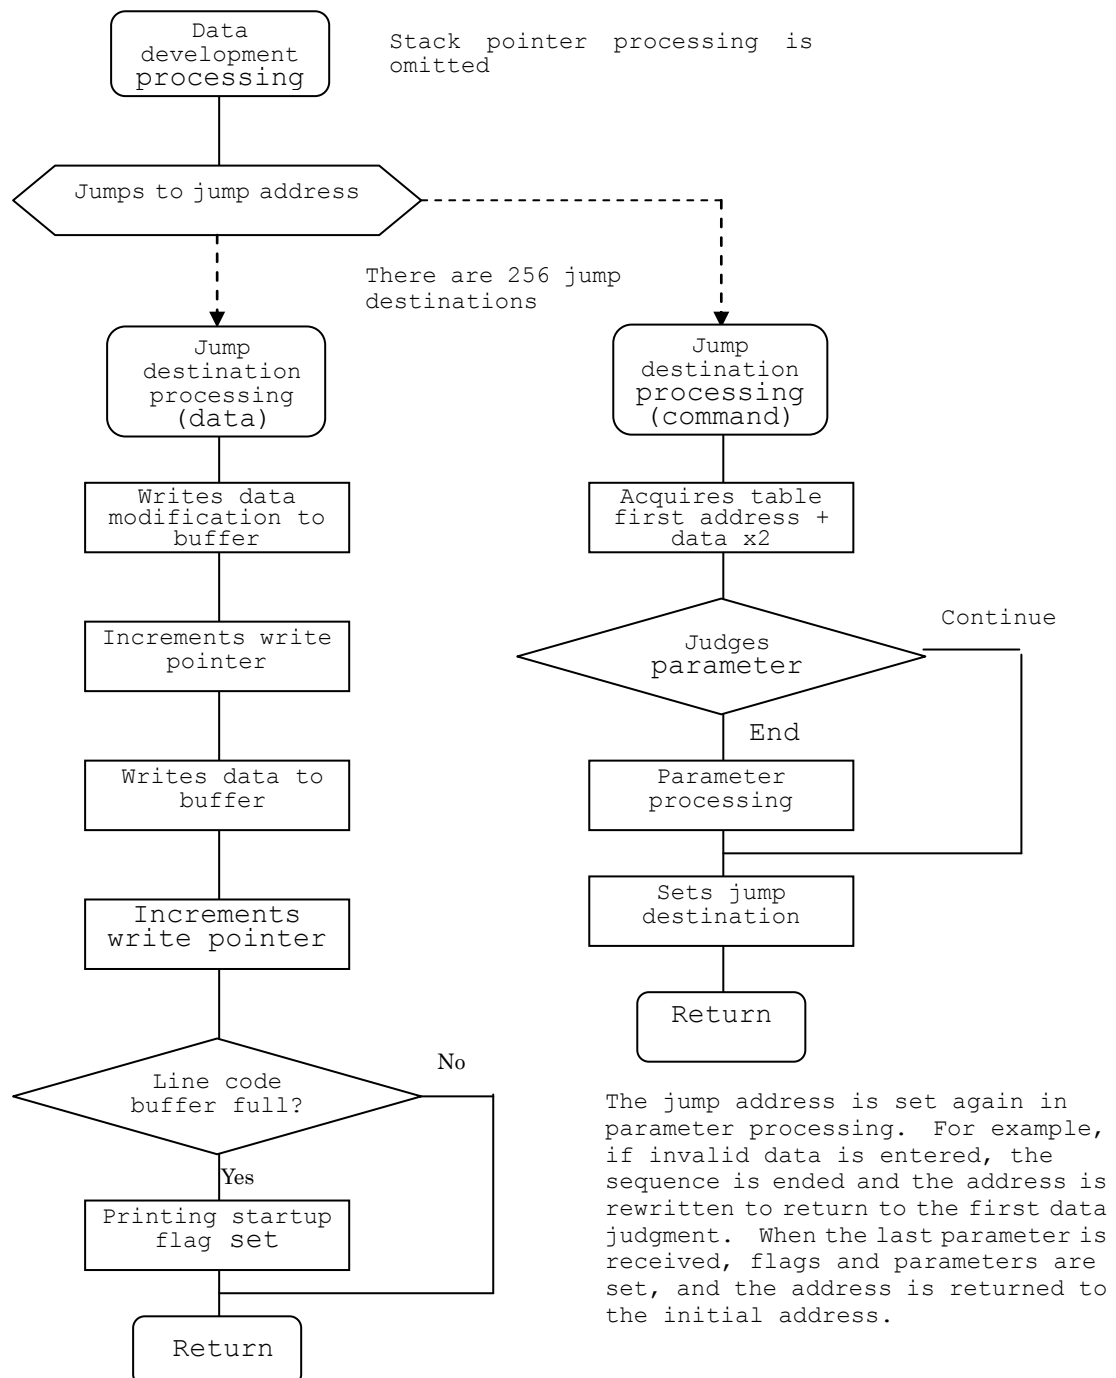 Data
development
processing
Stack pointer processing is
omitted
Jumps to jump address
There are 256 jump
destinations
Jump
destination
processing
(data)
Writes data
modification to
buffer
Increments write
pointer
Writes data to
buffer
Increments
write pointer
Line code
buffer full?
No
Yes
Printing startup
flag set
Return
Jump
destination
processing
(command)
Acquires table
first address +
data x2
Judges
parameter
Continue
End
Parameter
processing
Sets jump
destination
Return
The jump address is set again in
parameter processing. For example,
if invalid data is entered, the
sequence is ended and the address is
rewritten to return to the first data
judgment. When the last parameter is
received, flags and parameters are
set, and the address is returned to
the initial address.